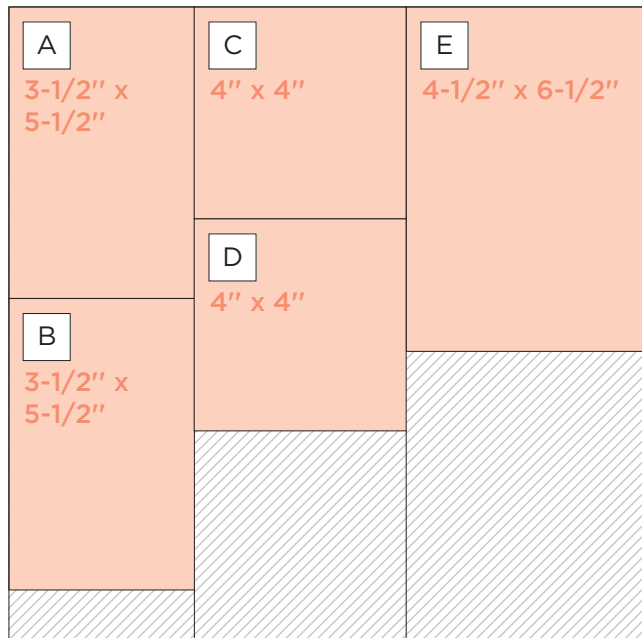 A
3-1/2" x
5-1/2"
B
3-1/2" x
5-1/2"
C
4" x 4"
D
4" x 4"
E
4-1/2" x 6-1/2"